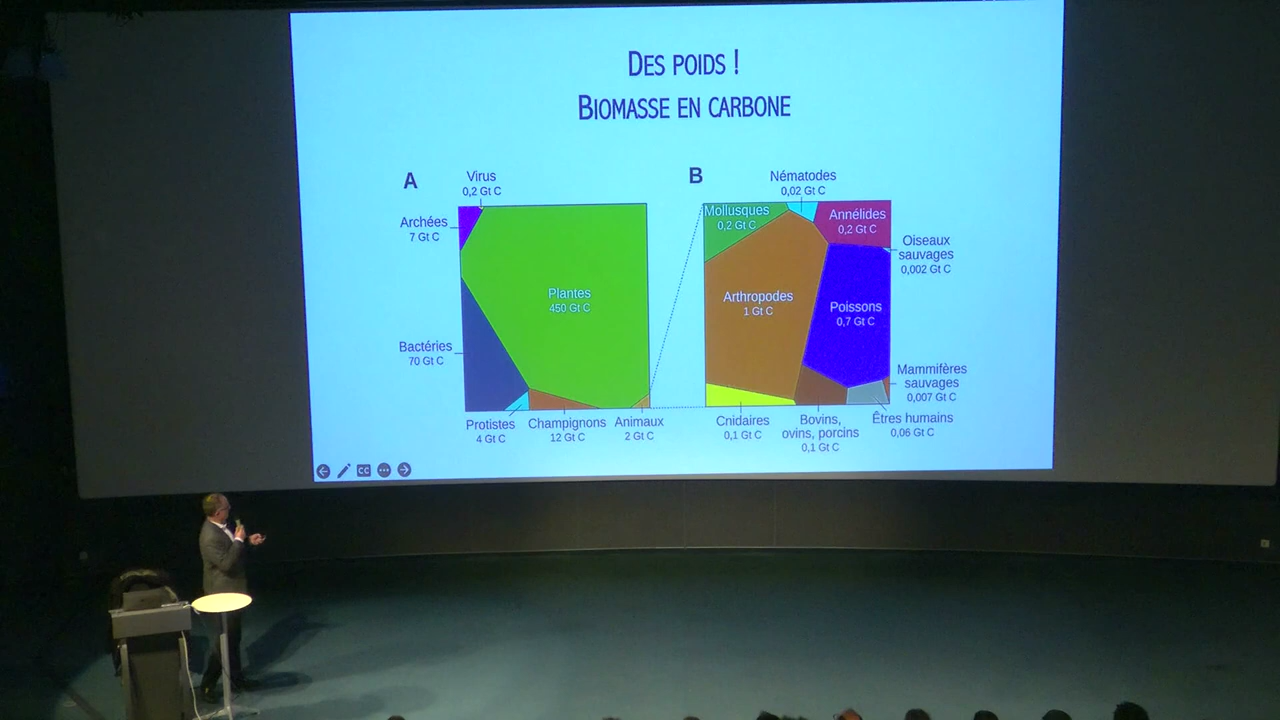 DES POIDS !
BIOMASSE EN CARBONE
A
Virus
0,2 Gt C
Archées
7 Gt C
Plantes
450 Gt C
Bactéries
70 Gt C
Protistes
4 Gt C
Champignons
12 Gt C
Animaux
2 Gt C
B
Nématodes
0,02 Gt C
Mollusques
0,2 Gt C
Annélides
0,2 Gt C
Oiseaux
sauvages
0,002 Gt C
Arthropodes
1 Gt C
Poissons
0,7 Gt C
Mammifères
sauvages
0,007 Gt C
Cnidaires
0,1 Gt C
Bovins,
ovins, porcins
0,1 Gt C
Êtres humains
0,06 Gt C
CC